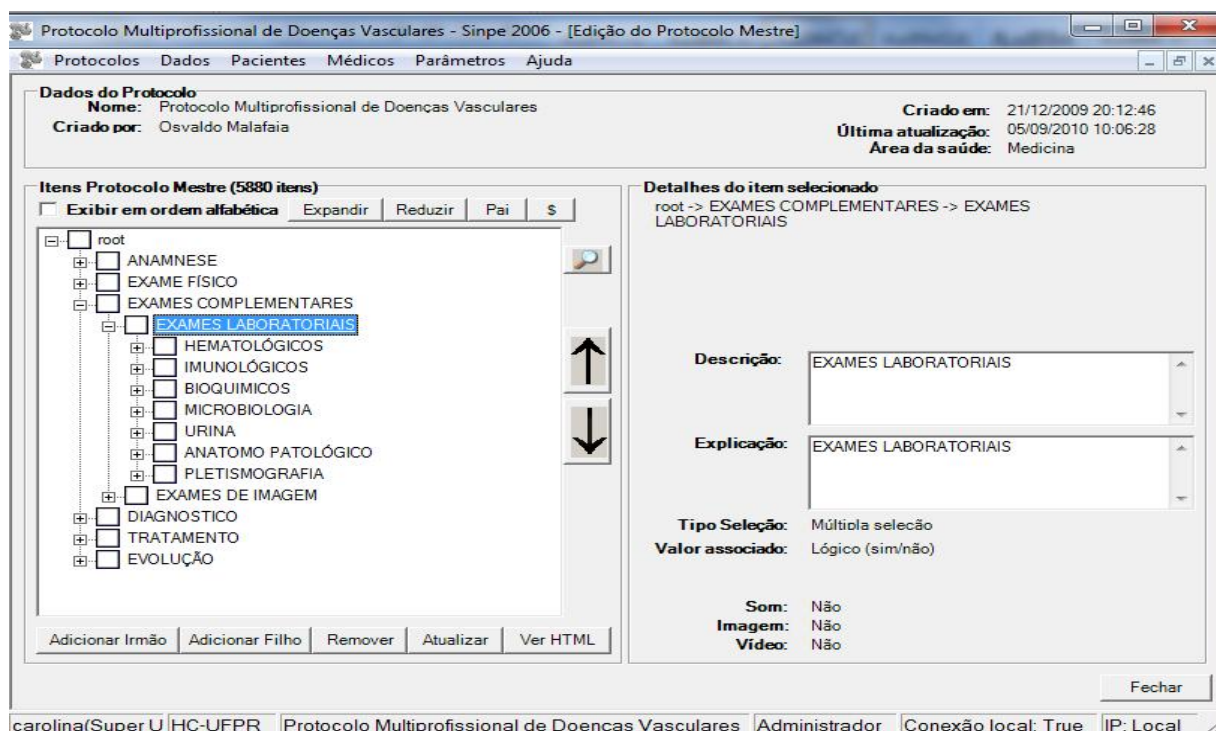 Protocolo Multiprofissional de Doenças Vasculares - Sinpe 2006 - [Edição do Protocolo Mestre]
Protocolos Dados Pacientes Médicos Parâmetros Ajuda
Dados do Protocolo
Nome: Protocolo Multiprofissional de Doenças Vasculares
Criado por: Osvaldo Malafaia
Criado em: 21/12/2009 20:12:46
Última atualização: 05/09/2010 10:06:28
Área da saúde: Medicina
Itens Protocolo Mestre (5880 itens)
Exibir em ordem alfabética Expandir Reduzir Pai $
root
ANAMNESE
EXAME FÍSICO
EXAMES COMPLEMENTARES
EXAMES LABORATORIAIS
HEMATOLÓGICOS
IMUNOLÓGICOS
BIOQUIMICOS
MICROBIOLOGIA
URINA
ANATOMO PATOLÓGICO
PLETISMOGRAFIA
EXAMES DE IMAGEM
DIAGNOSTICO
TRATAMENTO
EVOLUÇÃO
Adicionar Irmão Adicionar Filho Remover Atualizar Ver HTML
Detalhes do item selecionado
root -> EXAMES COMPLEMENTARES -> EXAMES
LABORATORIAIS
Descrição: EXAMES LABORATORIAIS
Explicação: EXAMES LABORATORIAIS
Tipo Seleção: Múltipla seleção
Valor associado: Lógico (sim/não)
Som: Não
Imagem: Não
Vídeo: Não
Fechar
carolina(Super U HC-UFPR Protocolo Multiprofissional de Doenças Vasculares Administrador Conexão local: True IP: Local